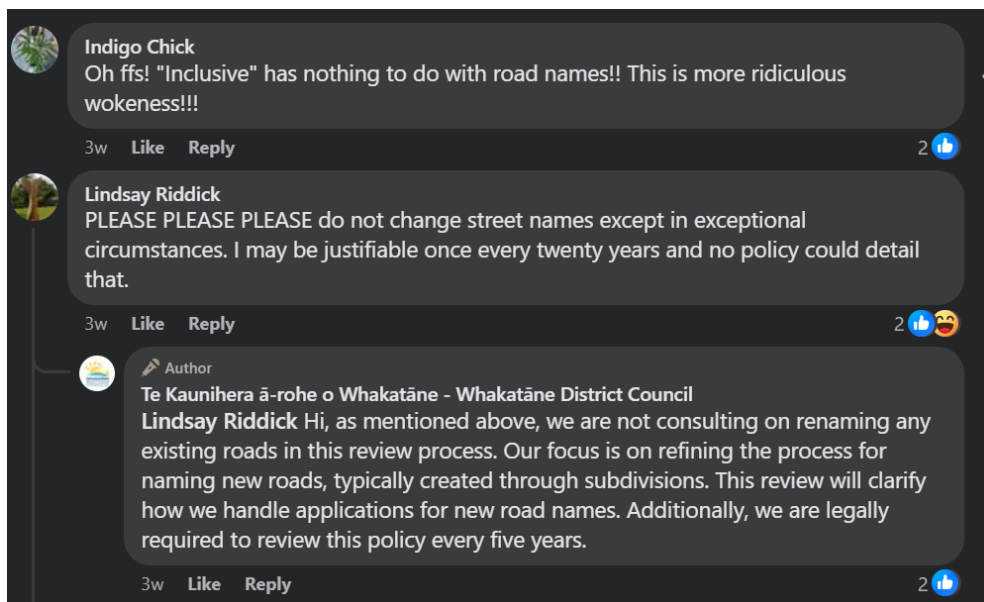 Indigo Chick
Oh ffs! "Inclusive" has nothing to do with road names!! This is more ridiculous
wokeness!!!
3w Like Reply 2
Lindsay Riddick
PLEASE PLEASE PLEASE do not change street names except in exceptional
circumstances. I may be justifiable once every twenty years and no policy could detail
that.
3w Like Reply 2
Author
Te Kaunihera ā-rohe o Whakatāne - Whakatāne District Council
Lindsay Riddick Hi, as mentioned above, we are not consulting on renaming any
existing roads in this review process. Our focus is on refining the process for
naming new roads, typically created through subdivisions. This review will clarify
how we handle applications for new road names. Additionally, we are legally
required to review this policy every five years.
3w Like Reply 2